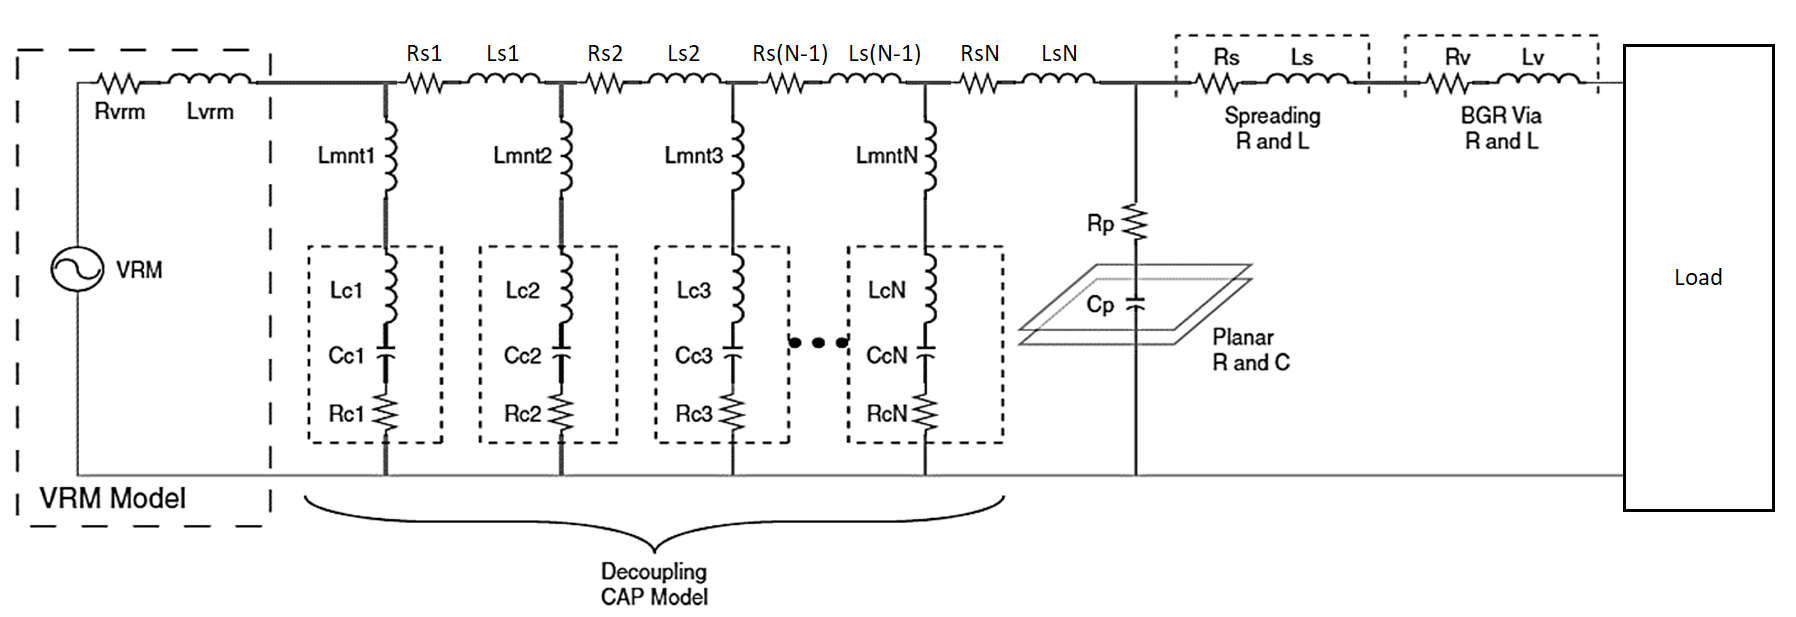 Rs1 Ls1 Rs2 Ls2 Rs(N-1) Ls(N-1) RsN LsN
Rs Ls Rv Lv
Rvrm Lvrm
Spreading
R and L
BGR Via
R and L
Lmnt1 Lmnt2 Lmnt3 LmntN
Rp
VRM
Load
Lc1 Lc2 Lc3 LcN
Cp
Planar
R and C
Cc1 Cc2 Cc3 CcN
Rc1 Rc2 Rc3 RcN
VRM Model
Decoupling
CAP Model